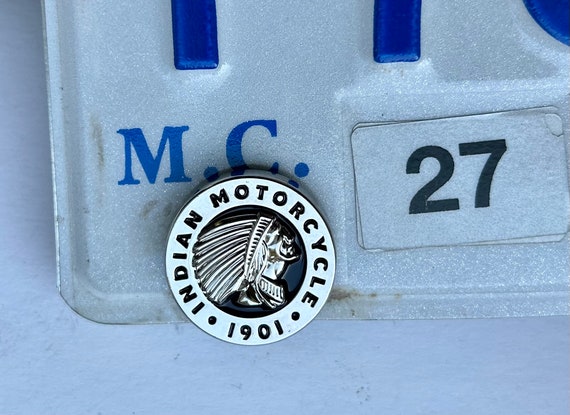 M.C.
27
INDIAN MOTORCYCLE
• 1901 •